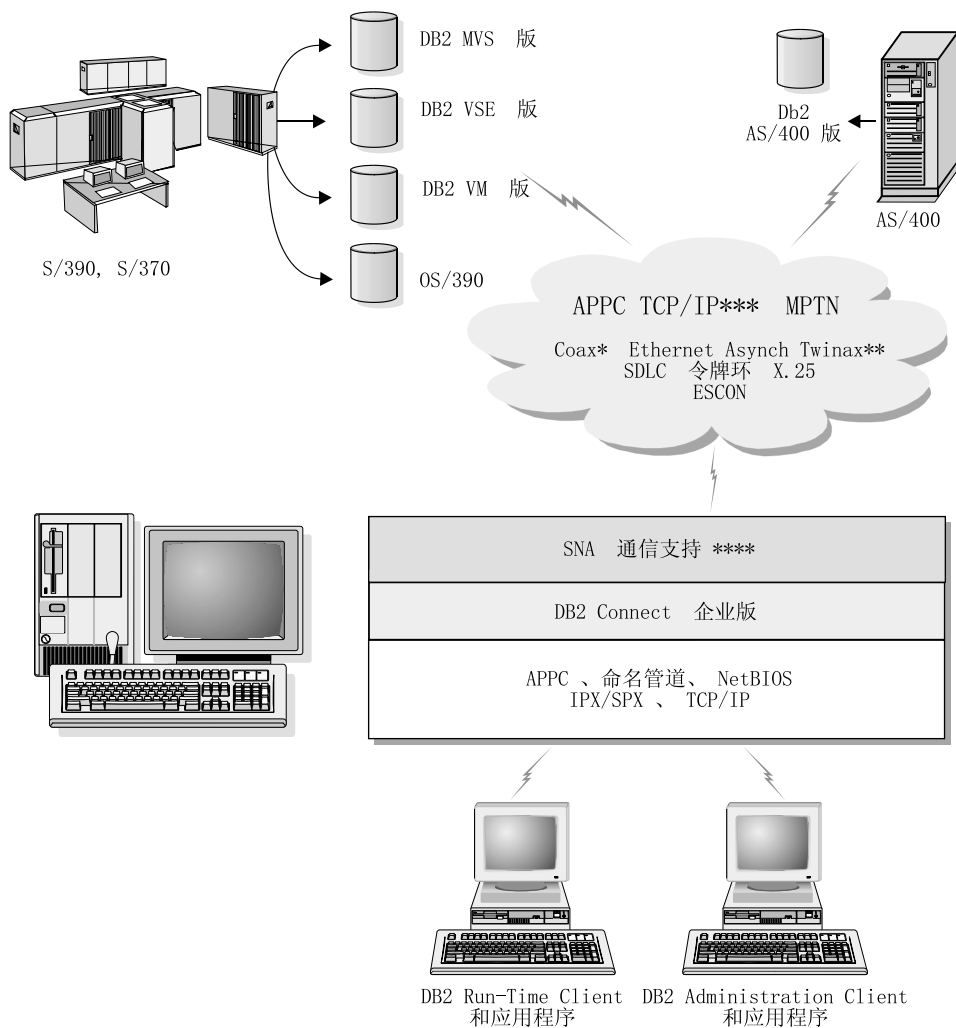 DB2 MVS 版
DB2 VSE 版
DB2 VM 版
OS/390
S/390, S/370
Db2
AS/400 版
AS/400
APPC TCP/IP*** MPTN
Coax* Ethernet Asynch Twinax**
SDLC 令牌环 X.25
ESCON
SNA 通信支持 ****
DB2 Connect 企业版
APPC 、命名管道、 NetBIOS
IPX/SPX 、 TCP/IP
DB2 Run-Time Client
和应用程序
DB2 Administration Client
和应用程序